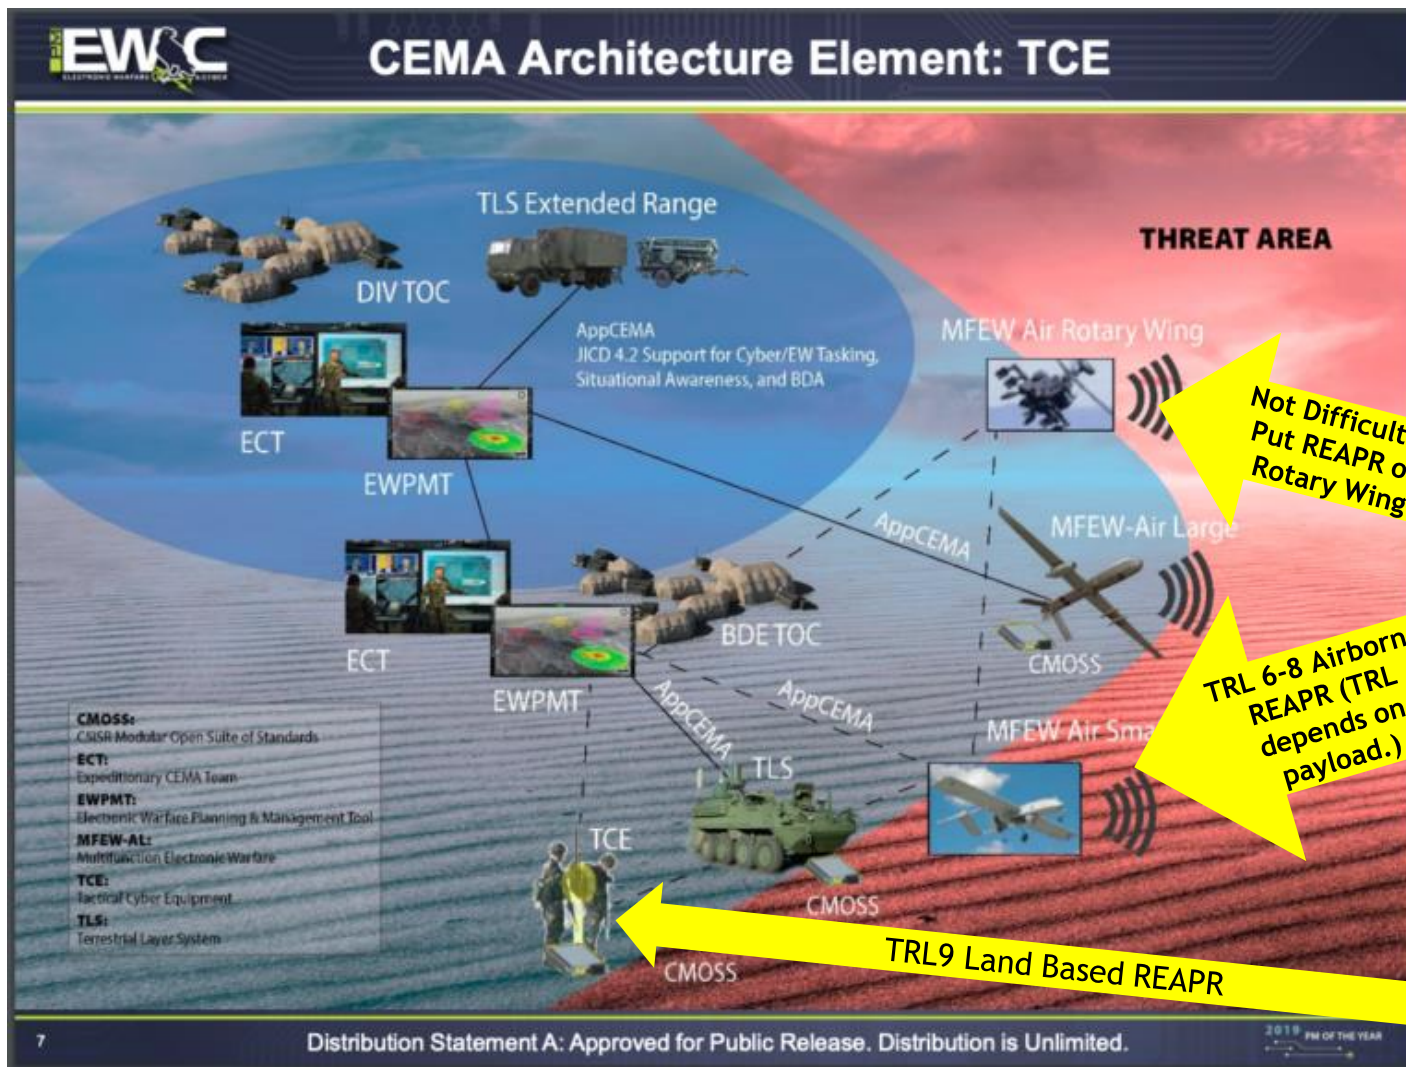 PM
EW&C
ELECTRONIC WARFARE & CYBER
CEMA Architecture Element: TCE
TLS Extended Range
THREAT AREA
DIV TOC
AppCEMA
JICD 4.2 Support for Cyber/EW Tasking,
Situational Awareness, and BDA
MFEW Air Rotary Wing
Not Difficult
Put REAPR o
Rotary Wing
ECT
EWPMT
AppCEMA
MFEW-Air Large
BDE TOC
CMOSS
ECT
EWPMT
AppCEMA
AppCEMA
TRL 6-8 Airborn
REAPR (TRL
depends on
payload.)
MFEW Air Sma
CMOSS:
C5ISR Modular Open Suite of Standards
ECT:
Expeditionary CEMA Team
EWPMT:
Electronic Warfare Planning & Management Tool
MFEW-AL:
Multifunction Electronic Warfare
TCE:
Tactical Cyber Equipment
TLS:
Terrestrial Layer System
TLS
TCE
CMOSS
CMOSS
TRL9 Land Based REAPR
7
Distribution Statement A: Approved for Public Release. Distribution is Unlimited.
2019 PM OF THE YEAR